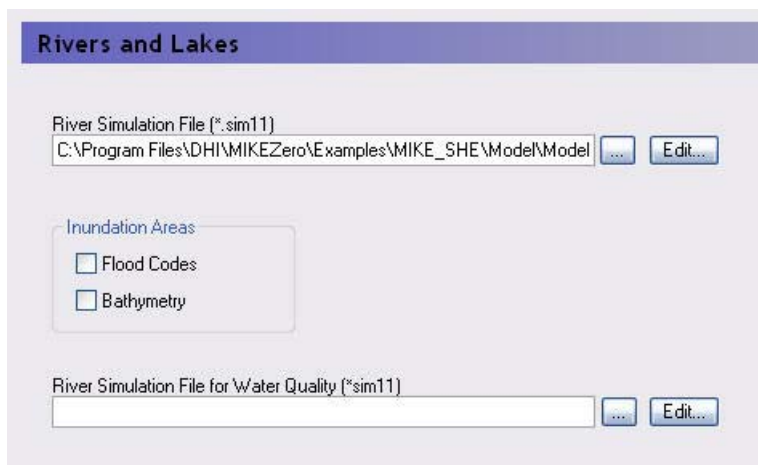 Rivers and Lakes
River Simulation File (*.sim11)
C:\Program Files\DHI\MIKEZero\Examples\MIKE_SHE\Model\Model
...
Edit...
Inundation Areas
Flood Codes
Bathymetry
River Simulation File for Water Quality (*sim11)
...
Edit...